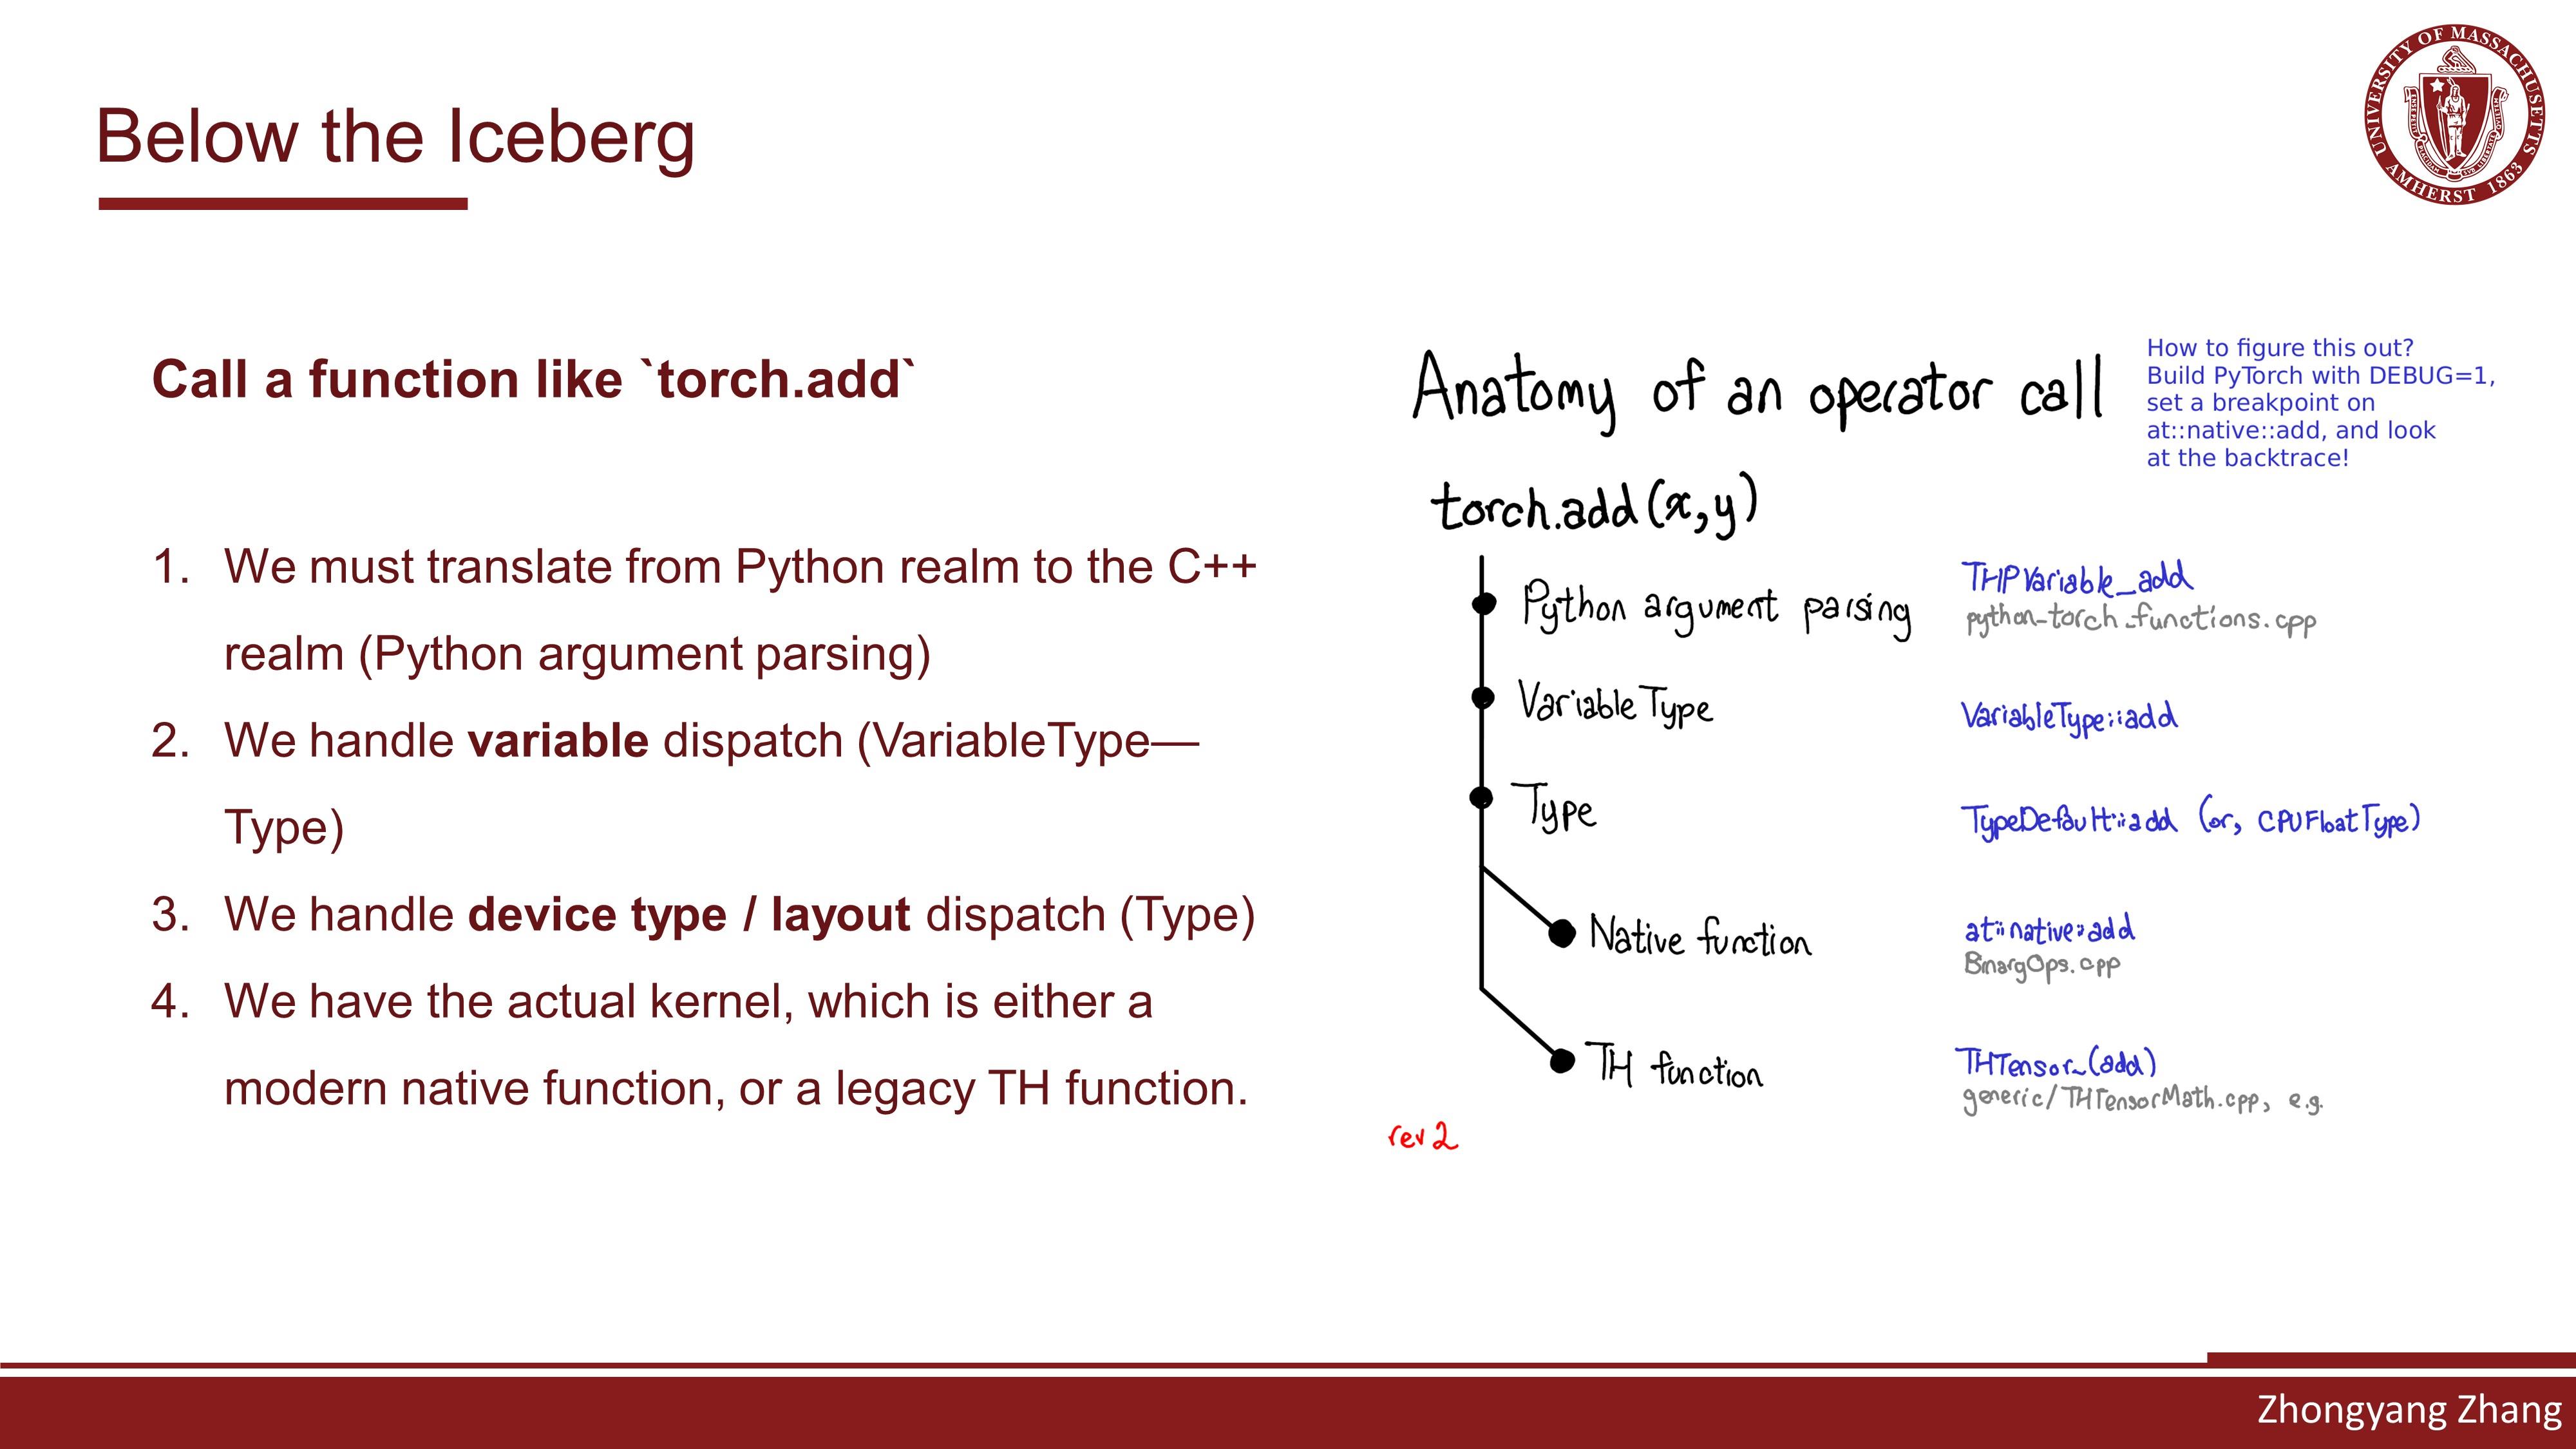 Below the Iceberg
UNIVERSITY OF MASSACHUSETTS
AMHERST 1863
Call a function like `torch.add`
1. We must translate from Python realm to the C++
realm (Python argument parsing)
2. We handle variable dispatch (VariableType—
Type)
3. We handle device type / layout dispatch (Type)
4. We have the actual kernel, which is either a
modern native function, or a legacy TH function.
Anatomy of an operator call
How to figure this out?
Build PyTorch with DEBUG=1,
set a breakpoint on
at::native::add, and look
at the backtrace!
torch.add(x,y)
Python argument parsing
THPVariable_add
python_torch_functions.cpp
VariableType
VariableType::add
Type
TypeDefault::add (or, CPUFloatType)
Native function
at::native::add
BinaryOps.cpp
TH function
THTensor_(add)
generic/THTensorMath.cpp, e.g.
rev 2
Zhongyang Zhang